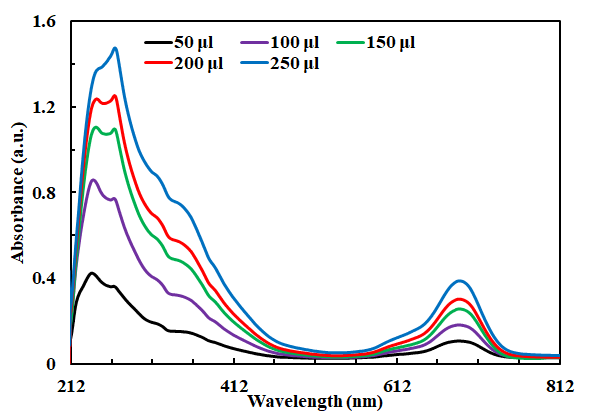 1.6
50 µl 100 µl 150 µl
200 µl 250 µl
1.2
0.8
0.4
0
Absorbance (a.u.)
212 412 612 812
Wavelength (nm)